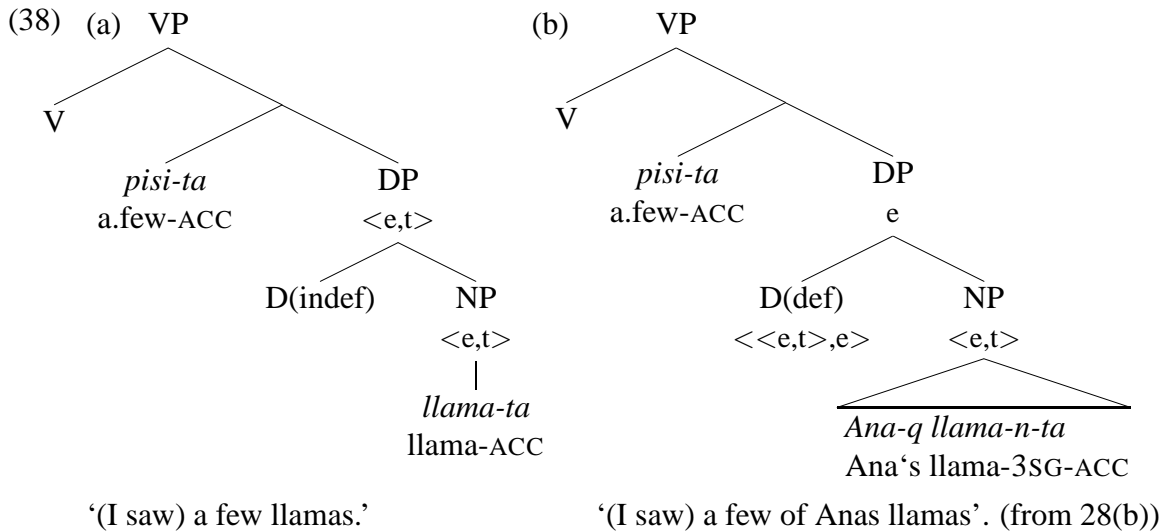 (38) (a) VP (b) VP
V V
pisi-ta DP pisi-ta DP
a.few-ACC <e,t> a.few-ACC e
D(indef) NP D(def) NP
<e,t> <<e,t>,e> <e,t>
llama-ta Ana-q llama-n-ta
llama-ACC Ana‘s llama-3SG-ACC
‘(I saw) a few llamas.’ ‘(I saw) a few of Anas llamas’. (from 28(b))